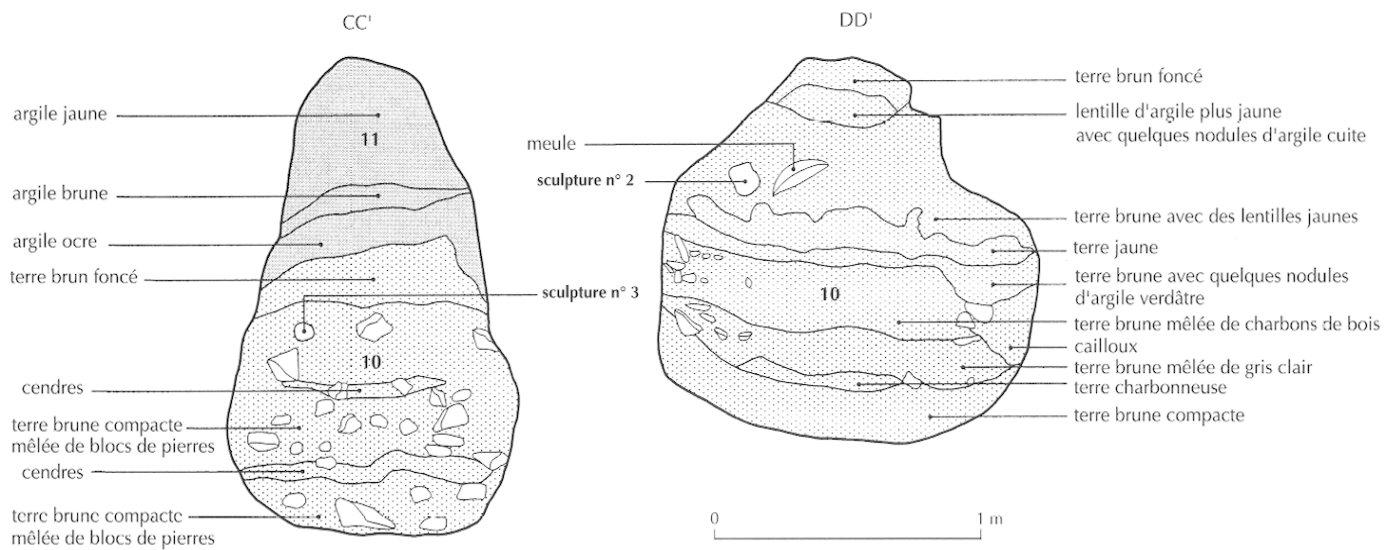 CC'
argile jaune
11
argile brune
argile ocre
terre brun foncé
sculpture n° 3
10
cendres
terre brune compacte
mêlée de blocs de pierres
cendres
terre brune compacte
mêlée de blocs de pierres
DD'
terre brun foncé
lentille d'argile plus jaune
avec quelques nodules d'argile cuite
meule
sculpture n° 2
terre brune avec des lentilles jaunes
terre jaune
terre brune avec quelques nodules
d'argile verdâtre
10
terre brune mêlée de charbons de bois
cailloux
terre brune mêlée de gris clair
terre charbonneuse
terre brune compacte
0 1 m